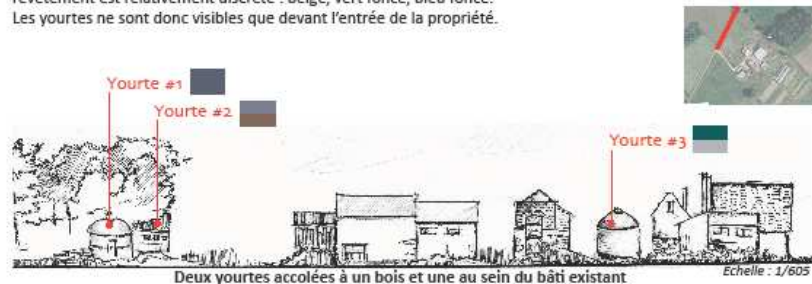 revêtement est relativement discrète : beige, vert foncé, bleu foncé.
Les yourtes ne sont donc visibles que devant l'entrée de la propriété.
Yourte #1
Yourte #2
Yourte #3
Deux yourtes accolées à un bois et une au sein du bâti existant
Echelle : 1/605